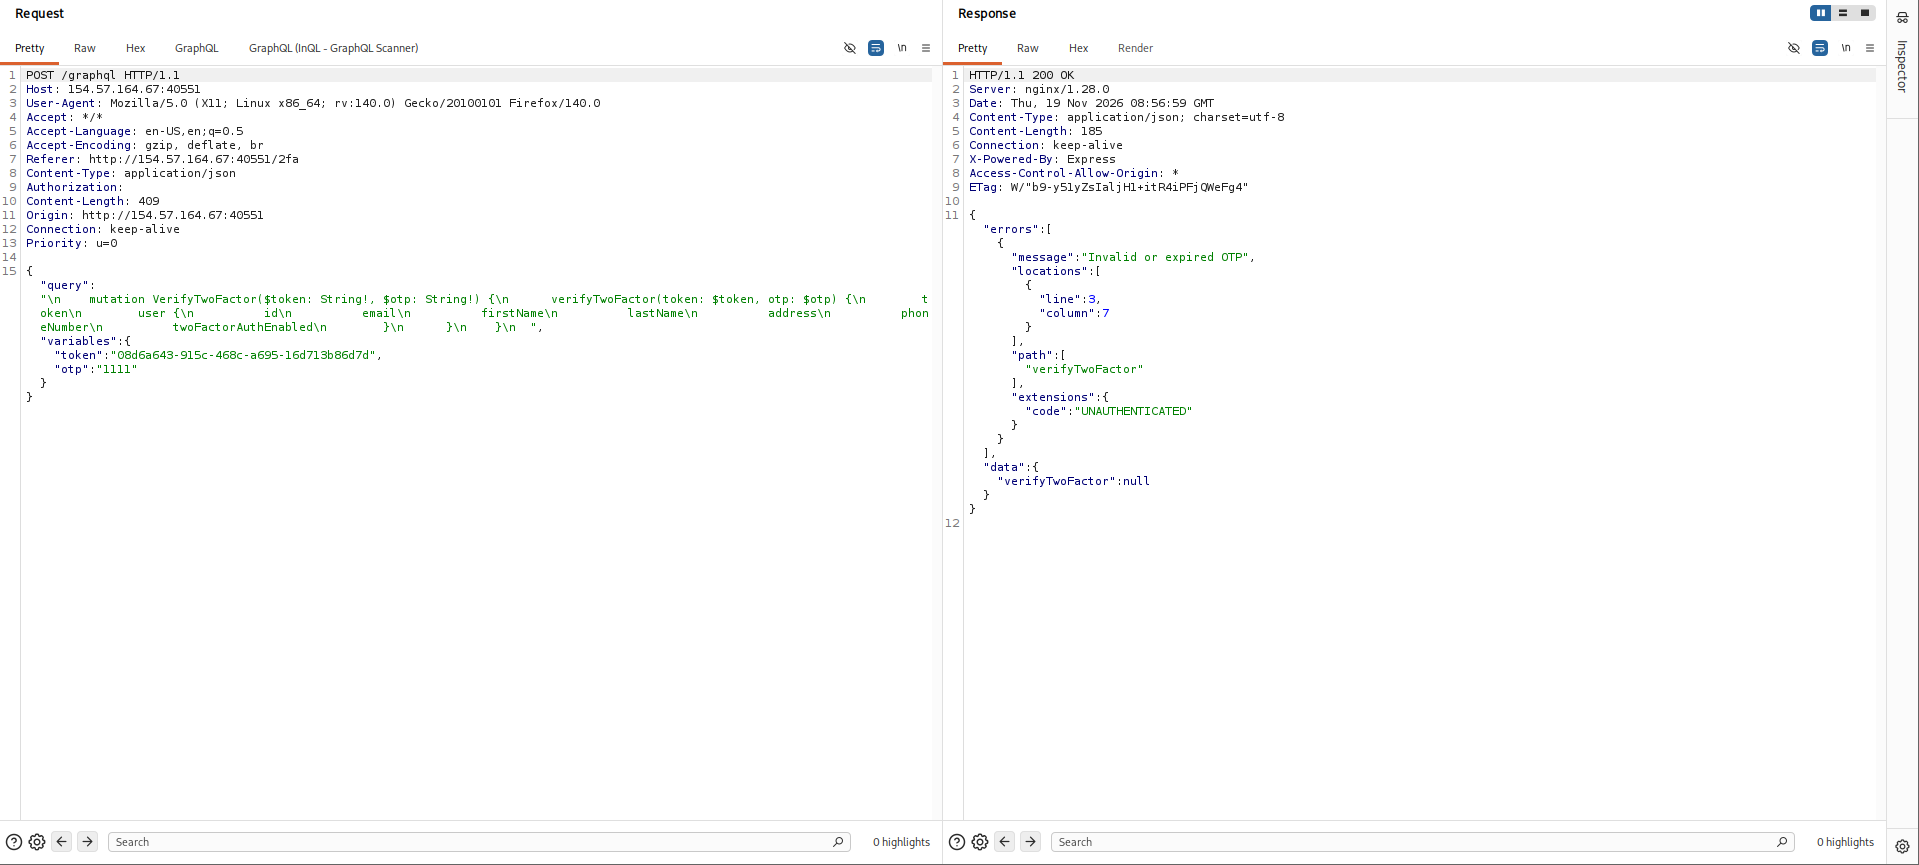 Request
Pretty Raw Hex GraphQL GraphQL (InQL - GraphQL Scanner) \n
1 POST /graphql HTTP/1.1
2 Host: 154.57.164.67:40551
3 User-Agent: Mozilla/5.0 (X11; Linux x86_64; rv:140.0) Gecko/20100101 Firefox/140.0
4 Accept: */*
5 Accept-Language: en-US,en;q=0.5
6 Accept-Encoding: gzip, deflate, br
7 Referer: http://154.57.164.67:40551/2fa
8 Content-Type: application/json
9 Authorization:
10 Content-Length: 409
11 Origin: http://154.57.164.67:40551
12 Connection: keep-alive
13 Priority: u=0
14
15 {
"query":
"\n    mutation VerifyTwoFactor($token: String!, $otp: String!) {\n      verifyTwoFactor(token: $token, otp: $otp) {\n        t
oken\n        user {\n          id\n          email\n          firstName\n          lastName\n          address\n          phon
eNumber\n          twoFactorAuthEnabled\n        }\n      }\n    }\n  ",
"variables":{
"token":"08d6a643-915c-468c-a695-16d713b86d7d",
"otp":"1111"
}
}
Search 0 highlights
Response
Pretty Raw Hex Render \n
1 HTTP/1.1 200 OK
2 Server: nginx/1.28.0
3 Date: Thu, 19 Nov 2026 08:56:59 GMT
4 Content-Type: application/json; charset=utf-8
5 Content-Length: 185
6 Connection: keep-alive
7 X-Powered-By: Express
8 Access-Control-Allow-Origin: *
9 ETag: W/"b9-y51yZsIaljH1+itR4iPFjQWeFg4"
10
11 {
"errors":[
{
"message":"Invalid or expired OTP",
"locations":[
{
"line":3,
"column":7
}
],
"path":[
"verifyTwoFactor"
],
"extensions":{
"code":"UNAUTHENTICATED"
}
}
],
"data":{
"verifyTwoFactor":null
}
}
12
Search 0 highlights
Inspector